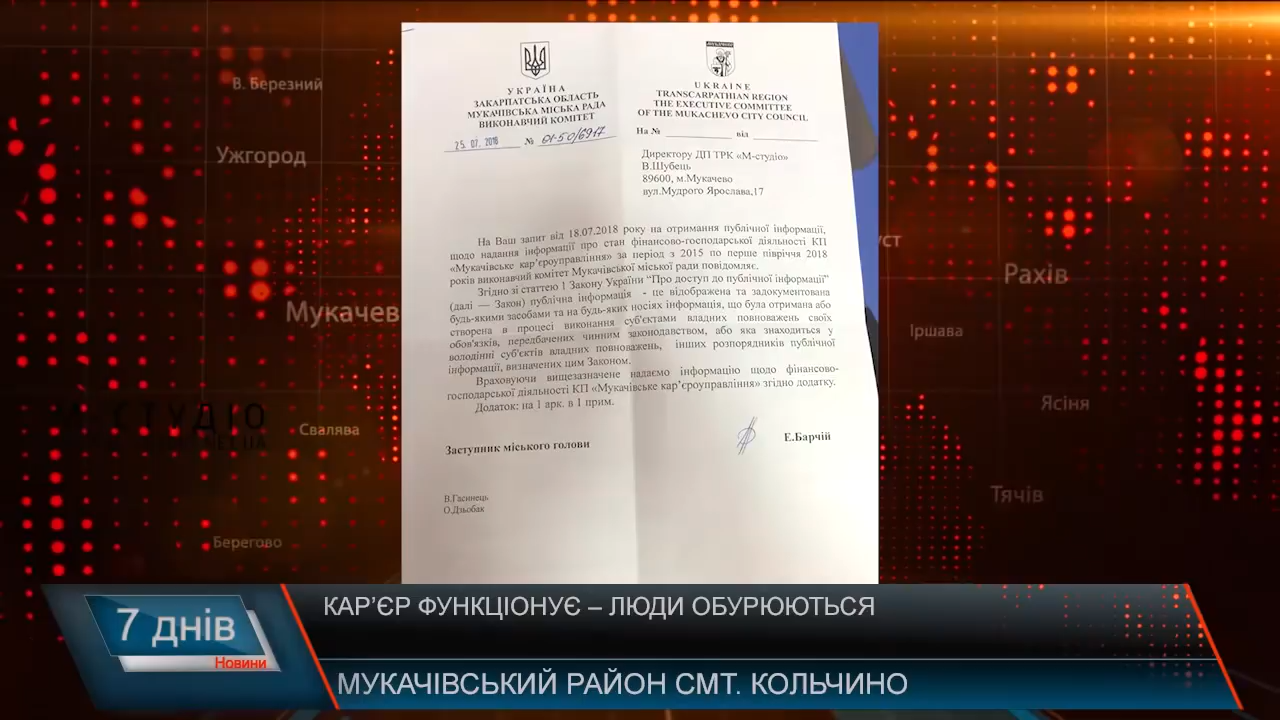 В. Березний
Ужгород
Мукачев
СТУДІО
Свалява
Берегово
УКРАЇНА
ЗАКАРПАТСЬКА ОБЛАСТЬ
МУКАЧІВСЬКА МІСЬКА РАДА
ВИКОНАВЧИЙ КОМІТЕТ
25. 07. 2018 № 01-50/6917
UKRAINE
TRANSCARPATHIAN REGION
THE EXECUTIVE COMMITTEE
OF THE MUKACHEVO CITY COUNCIL
На № від
Директору ДП ТРК «М-студіо»
В.Шубець
89600, м.Мукачево
вул.Мудрого Ярослава,17
На Ваш запит від 18.07.2018 року на отримання публічної інформації,
щодо надання інформації про стан фінансово-господарської діяльності КП
«Мукачівське кар’єроуправління» за період з 2015 по перше півріччя 2018
років виконавчий комітет Мукачівської міської ради повідомляє.
Згідно зі статтею 1 Закону України “Про доступ до публічної інформації”
(далі — Закон) публічна інформація - це відображена та задокументована
будь-якими засобами та на будь-яких носіях інформація, що була отримана або
створена в процесі виконання суб'єктами владних повноважень своїх
обов'язків, передбачених чинним законодавством, або яка знаходиться у
володінні суб'єктів владних повноважень, інших розпорядників публічної
інформації, визначених цим Законом.
Враховуючи вищезазначене надаємо інформацію щодо фінансово-
господарської діяльності КП «Мукачівське кар’єроуправління» згідно додатку.
Додаток: на 1 арк. в 1 прим.
Заступник міського голови Е.Барчій
В.Гасинець
О.Дзьобак
Рахів
Іршава
Ясіня
Тячів
7 днів
Новини
КАР’ЄР ФУНКЦІОНУЄ – ЛЮДИ ОБУРЮЮТЬСЯ
МУКАЧІВСЬКИЙ РАЙОН СМТ. КОЛЬЧИНО